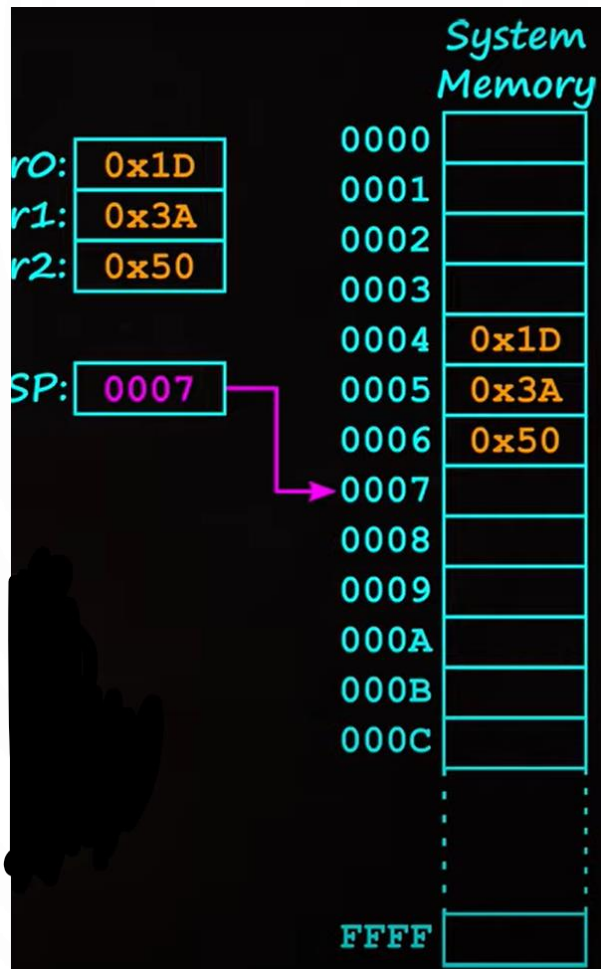 System
Memory
r0: 0x1D
r1: 0x3A
r2: 0x50
SP: 0007
0000
0001
0002
0003
0004 0x1D
0005 0x3A
0006 0x50
0007
0008
0009
000A
000B
000C
FFFF